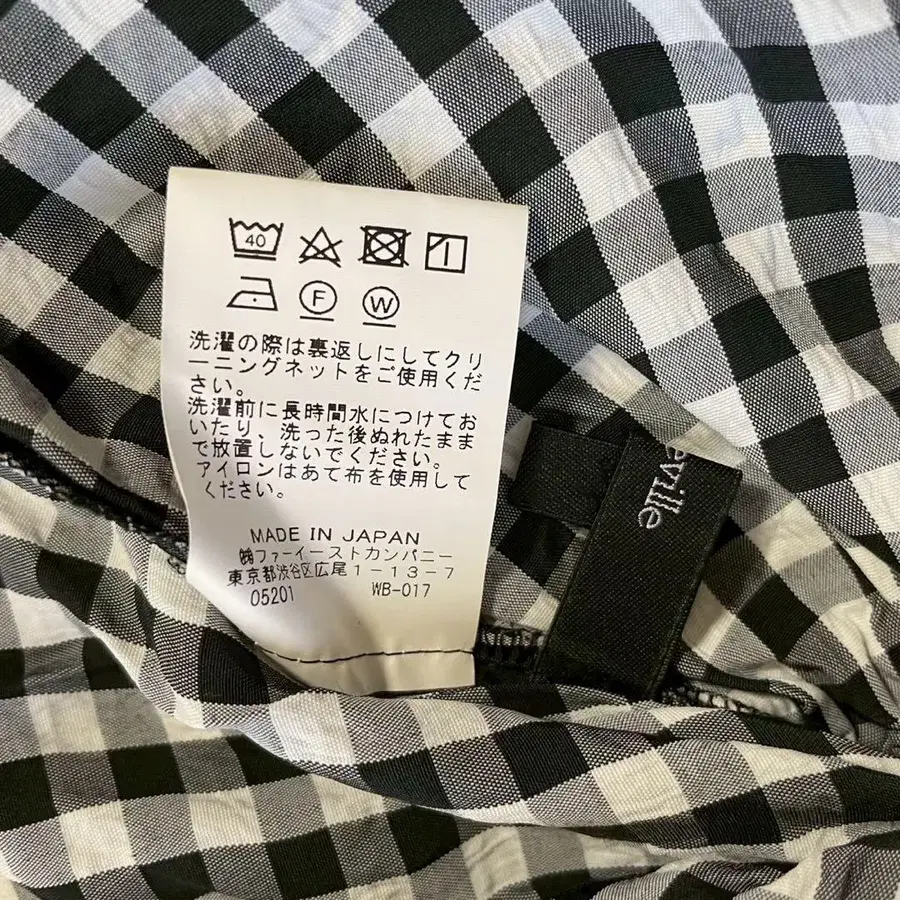 40
F
W
洗濯の際は裏返しにしてクリ
ーニングネットをご使用くだ
さい。
洗濯前に長時間水につけてお
いたり、洗った後ぬれたまま
で放置しないでください。
アイロンはあて布を使用して
ください。
MADE IN JAPAN
㈱ファーイーストカンパニー
東京都渋谷区広尾1-13-7
05201 WB-017
eville